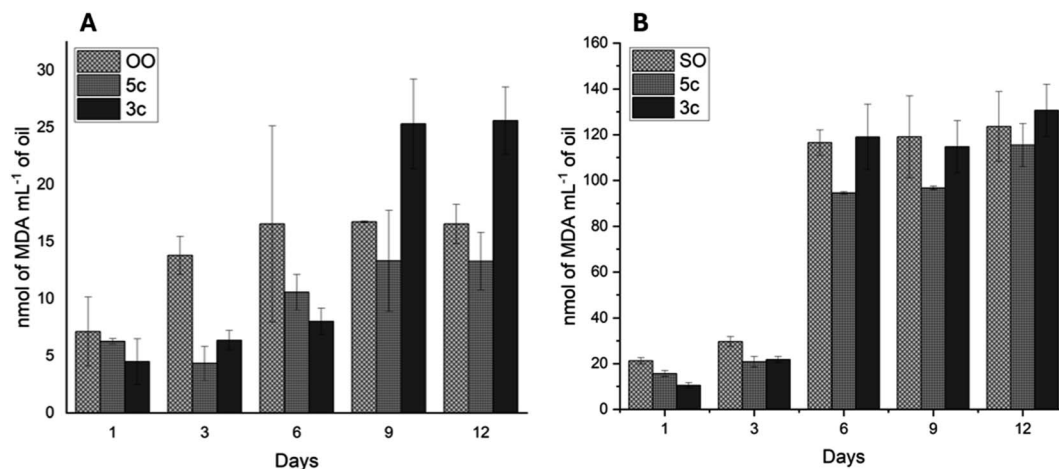 A
OO
5c
3c
nmol of MDA mL⁻¹ of oil
30
25
20
15
10
5
0
1 3 6 9 12
Days
B
SO
5c
3c
nmol of MDA mL⁻¹ of oil
160
140
120
100
80
60
40
20
0
1 3 6 9 12
Days